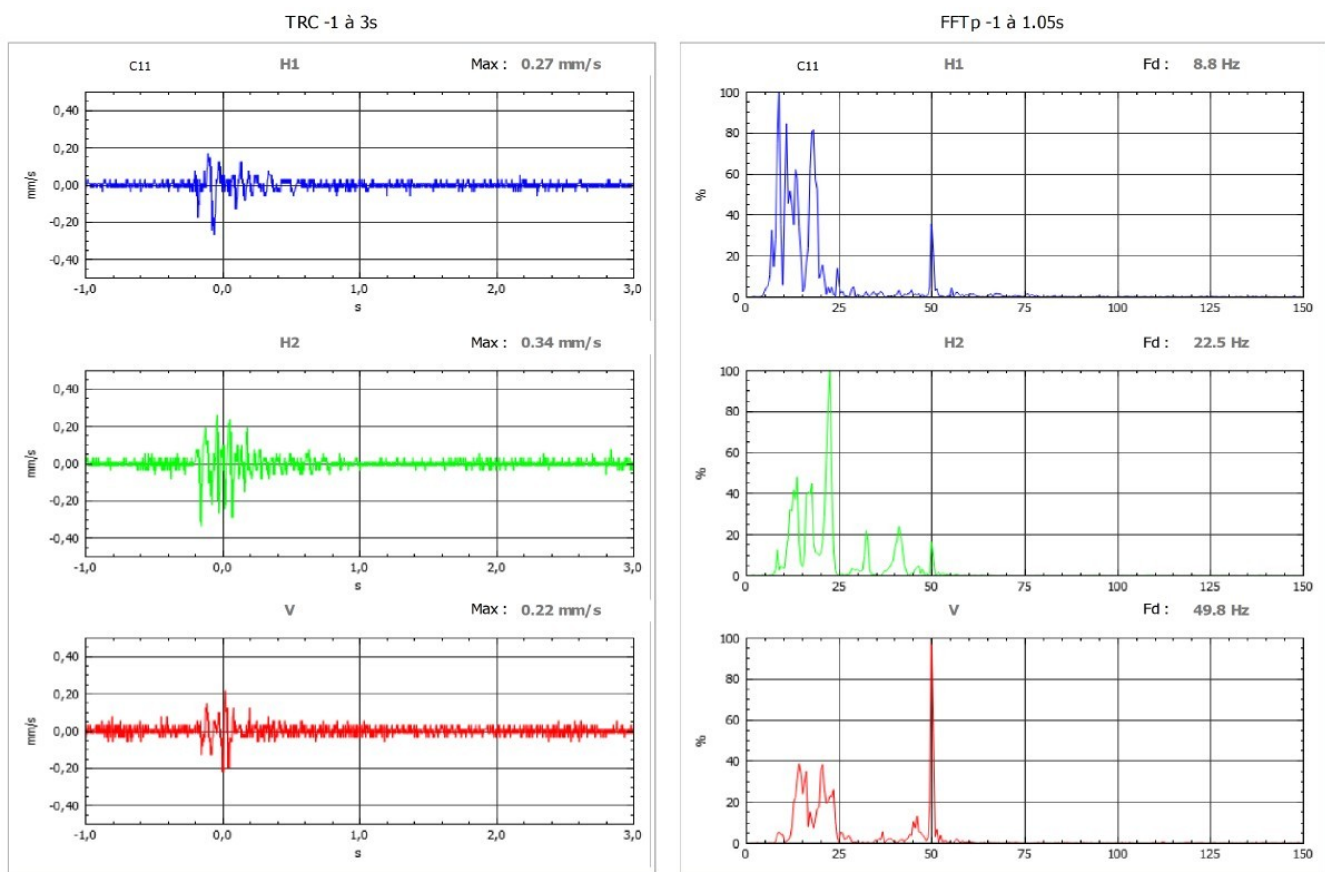 TRC -1 à 3s
FFTp -1 à 1.05s
C11 H1 Max : 0.27 mm/s
0,40
0,20
0,00
-0,20
-0,40
mm/s
-1,0 0,0 1,0 2,0 3,0
s
H2 Max : 0.34 mm/s
0,40
0,20
0,00
-0,20
-0,40
mm/s
-1,0 0,0 1,0 2,0 3,0
s
V Max : 0.22 mm/s
0,40
0,20
0,00
-0,20
-0,40
mm/s
-1,0 0,0 1,0 2,0 3,0
s
C11 H1 Fd : 8.8 Hz
100
80
60
40
20
0
%
0 25 50 75 100 125 150
H2 Fd : 22.5 Hz
100
80
60
40
20
0
%
0 25 50 75 100 125 150
V Fd : 49.8 Hz
100
80
60
40
20
0
%
0 25 50 75 100 125 150